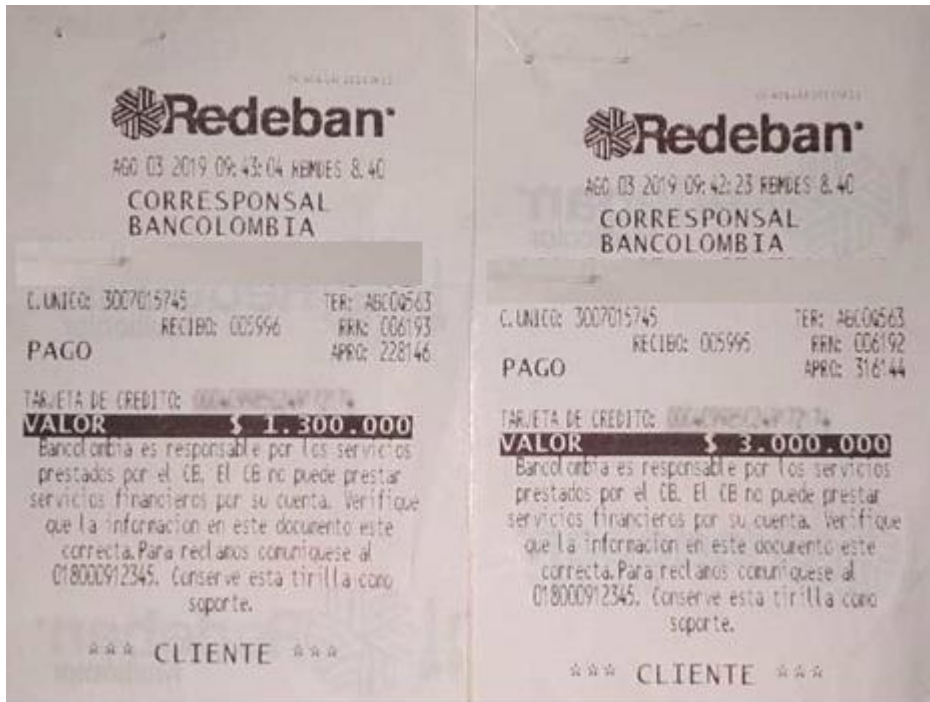 Redeban
AGO 03 2019 09:43:04 RBMDES 8.40
CORRESPONSAL
BANCOLOMBIA
C.UNICO: 3007015745 TER: ABCOQ563
RECIBO: 005996 RRN: 006193
PAGO APRO: 228146
TARJETA DE CREDITO:
VALOR $ 1.300.000
Bancolombia es responsable por los servicios
prestados por el CB. El CB no puede prestar
servicios financieros por su cuenta. Verifique
que la informacion en este documento este
correcta.Para reclamos comuniquese al
018000912345. Conserve esta tirilla como
soporte.
*** CLIENTE ***
Redeban
AGO 03 2019 09:42:23 RBMDES 8.40
CORRESPONSAL
BANCOLOMBIA
C.UNICO: 3007015745 TER: ABCOQ563
RECIBO: 005995 RRN: 006192
PAGO APRO: 316144
TARJETA DE CREDITO:
VALOR $ 3.000.000
Bancolombia es responsable por los servicios
prestados por el CB. El CB no puede prestar
servicios financieros por su cuenta. Verifique
que la informacion en este documento este
correcta.Para reclamos comuniquese al
018000912345. Conserve esta tirilla como
soporte.
*** CLIENTE ***